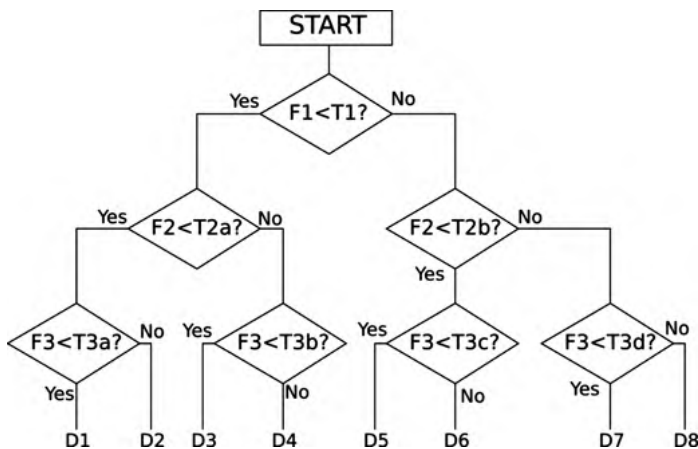 START
F1<T1?
Yes
No
F2<T2a?
Yes
No
F2<T2b?
No
Yes
F3<T3a?
No
Yes
F3<T3b?
Yes
No
F3<T3c?
Yes
No
F3<T3d?
No
Yes
D1
D2
D3
D4
D5
D6
D7
D8